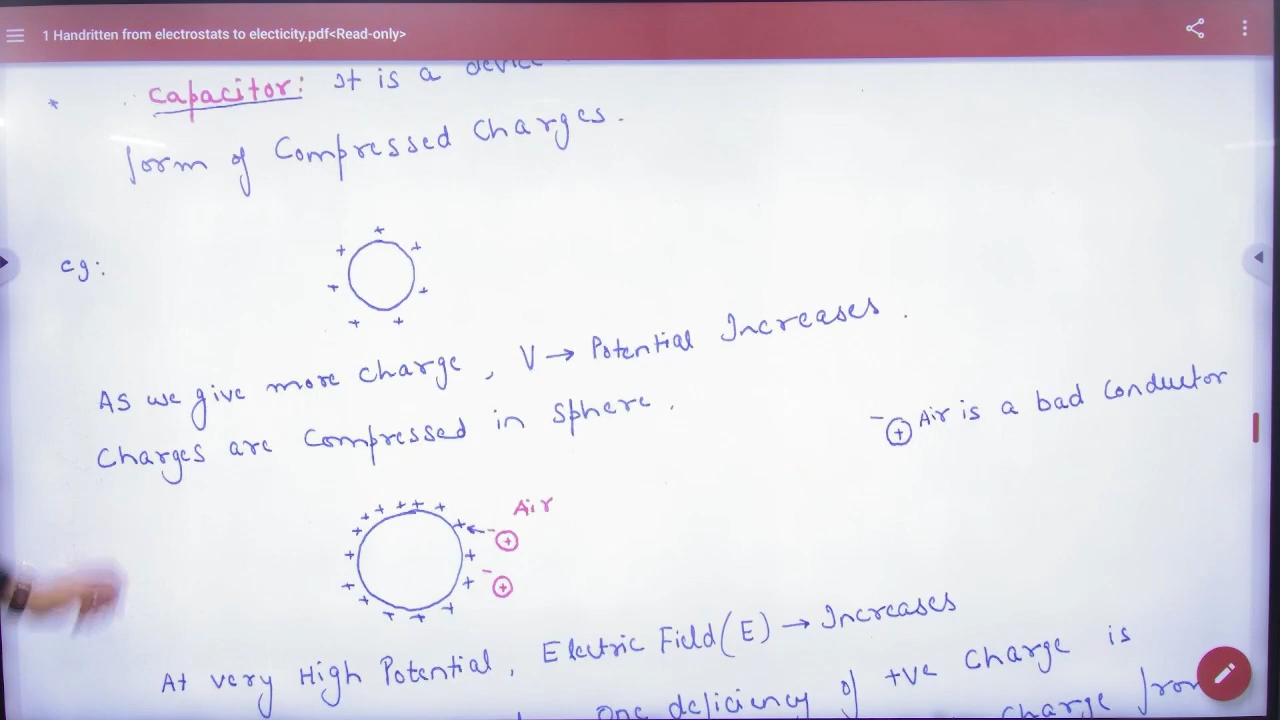 1 Handritten from electrostats to electicity.pdf<Read-only>
* Capacitor: It is a device
form of Compressed Charges.
eg:
As we give more charge, V → Potential Increases.
Charges are Compressed in sphere.
Air is a bad conductor
Air
At very High Potential, Electric Field (E) → Increases
One deficiency of +ve charge is
charge from